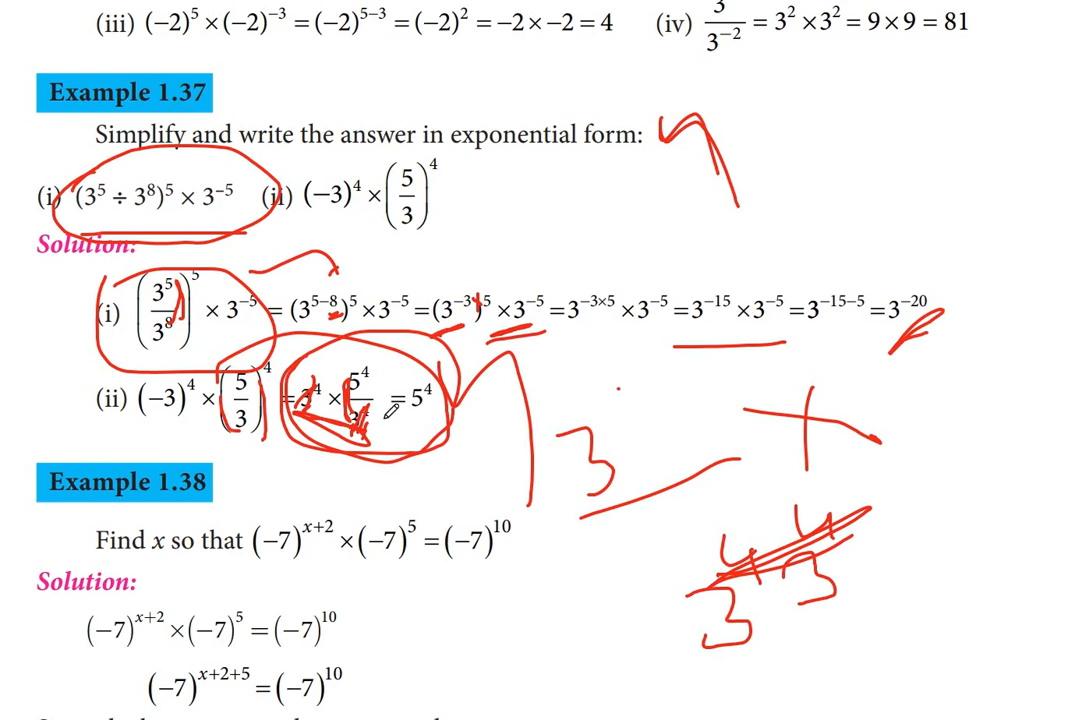 (iii) (−2)⁵ × (−2)⁻³ = (−2)⁵⁻³ = (−2)² = −2 × −2 = 4 (iv) 3²/3⁻² = 3² × 3² = 9 × 9 = 81
Example 1.37
Simplify and write the answer in exponential form:
(i) (3⁵ ÷ 3⁸)⁵ × 3⁻⁵ (ii) (−3)⁴ × (5/3)⁴
Solution:
(i) (3⁵/3⁸)⁵ × 3⁻⁵ = (3⁵⁻⁸)⁵ × 3⁻⁵ = (3⁻³)⁵ × 3⁻⁵ = 3⁻³ˣ⁵ × 3⁻⁵ = 3⁻¹⁵ × 3⁻⁵ = 3⁻¹⁵⁻⁵ = 3⁻²⁰
(ii) (−3)⁴ × (5/3)⁴ = 3⁴ × 5⁴/3⁴ = 5⁴
3
4 4
3 3
Example 1.38
Find x so that (−7)ˣ⁺² × (−7)⁵ = (−7)¹⁰
Solution:
(−7)ˣ⁺² × (−7)⁵ = (−7)¹⁰
(−7)ˣ⁺²⁺⁵ = (−7)¹⁰